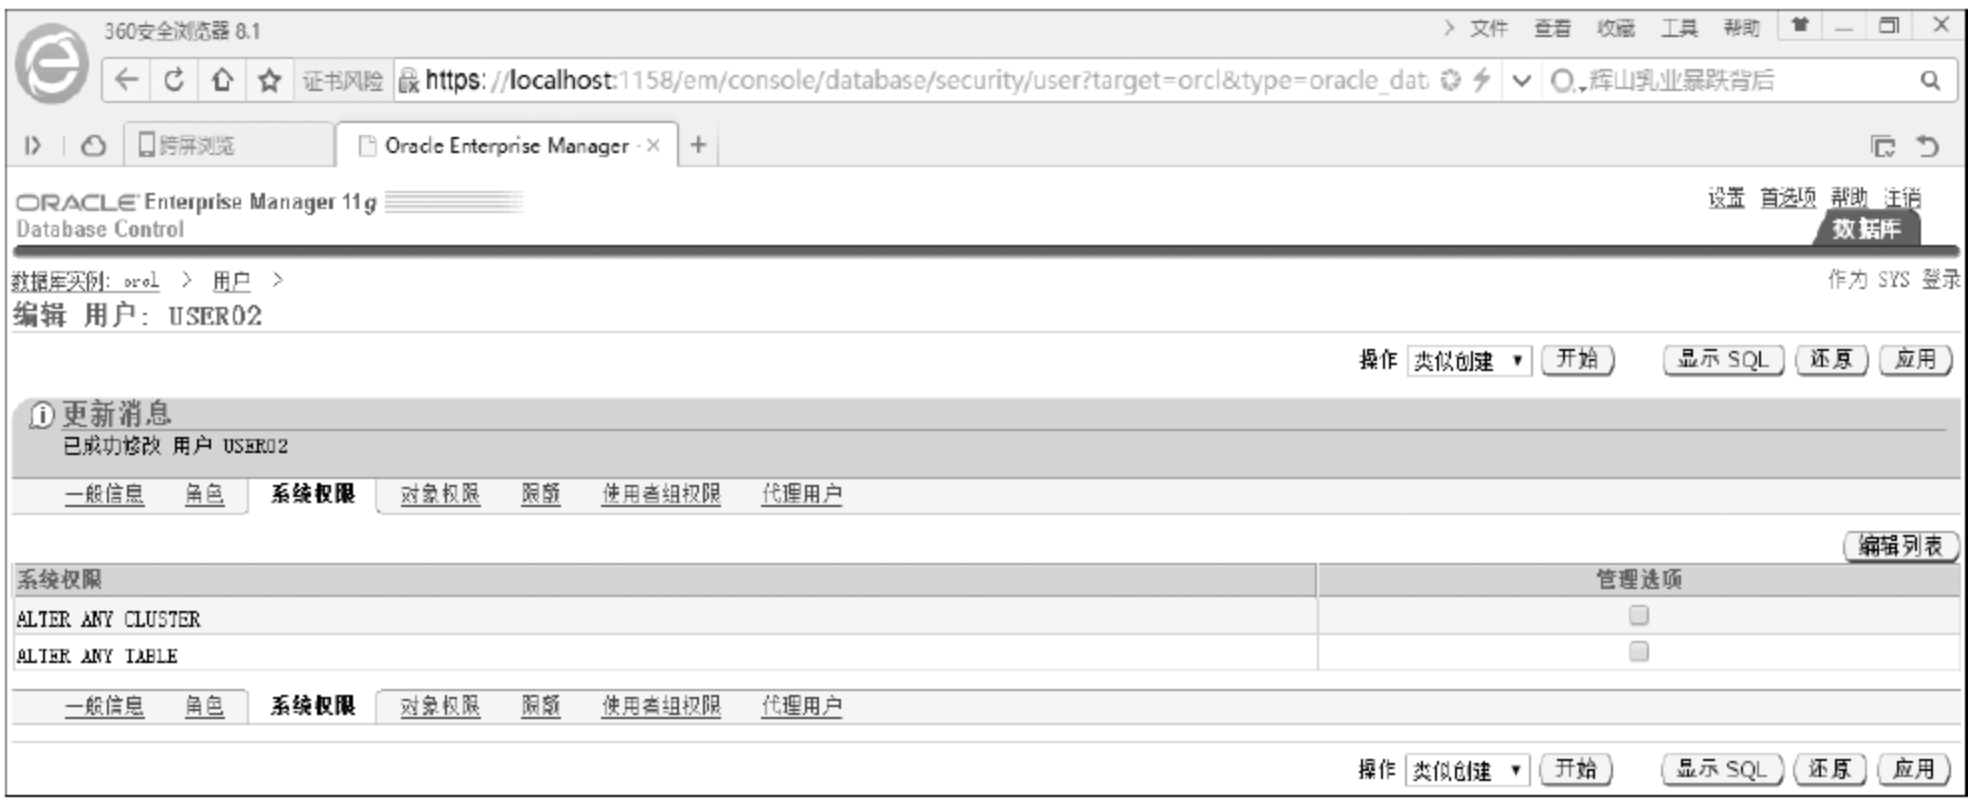 360安全浏览器 8.1
文件 查看 收藏 工具 帮助
证书风险 https://localhost:1158/em/console/database/security/user?target=orcl&type=oracle_dat 辉山乳业暴跌背后
跨屏浏览 Oracle Enterprise Manager - ×
ORACLE Enterprise Manager 11g
设置 首选项 帮助 注销
Database Control
数据库
数据库实例: orcl > 用户 >
作为 SYS 登录
编辑 用户: USER02
操作 类似创建 开始 显示 SQL 还原 应用
更新消息
已成功修改 用户 USER02
一般信息 角色 系统权限 对象权限 限额 使用者组权限 代理用户
编辑列表
系统权限 管理选项
ALTER ANY CLUSTER
ALTER ANY TABLE
一般信息 角色 系统权限 对象权限 限额 使用者组权限 代理用户
操作 类似创建 开始 显示 SQL 还原 应用